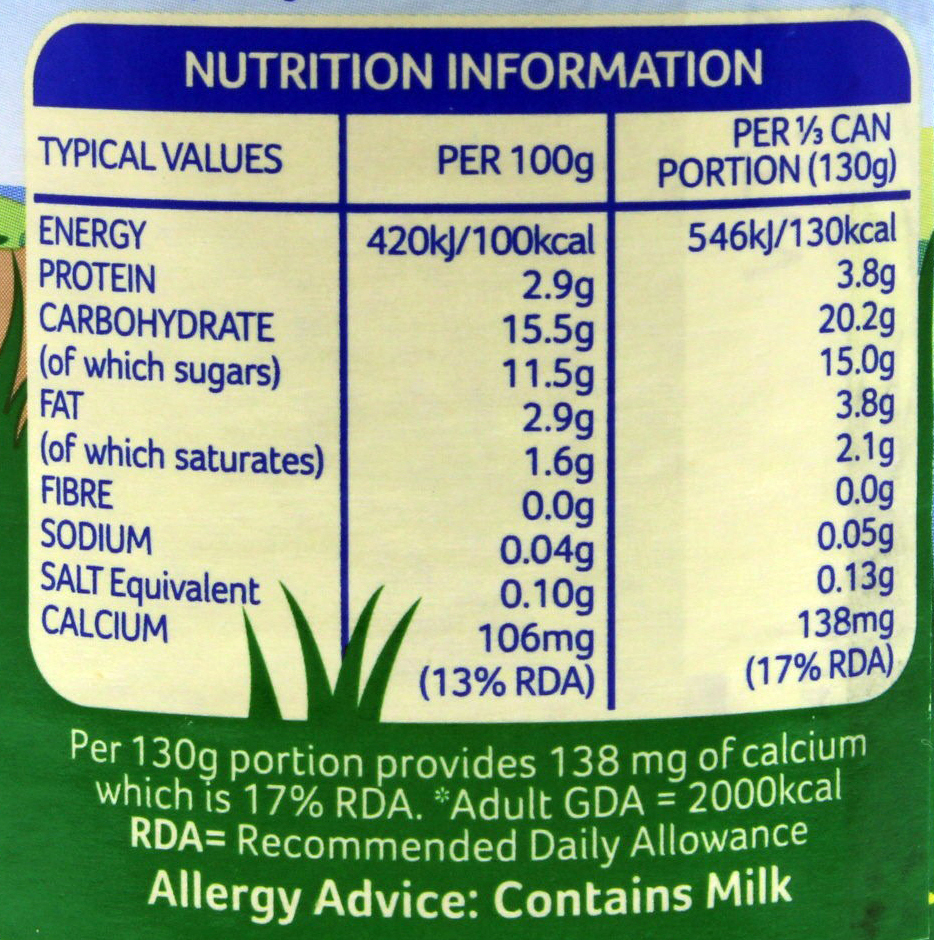 NUTRITION INFORMATION
TYPICAL VALUES PER 100g PER ⅓ CAN PORTION (130g)
ENERGY 420kJ/100kcal 546kJ/130kcal
PROTEIN 2.9g 3.8g
CARBOHYDRATE 15.5g 20.2g
(of which sugars) 11.5g 15.0g
FAT 2.9g 3.8g
(of which saturates) 1.6g 2.1g
FIBRE 0.0g 0.0g
SODIUM 0.04g 0.05g
SALT Equivalent 0.10g 0.13g
CALCIUM 106mg 138mg
(13% RDA) (17% RDA)
Per 130g portion provides 138 mg of calcium
which is 17% RDA. *Adult GDA = 2000kcal
RDA= Recommended Daily Allowance
Allergy Advice: Contains Milk